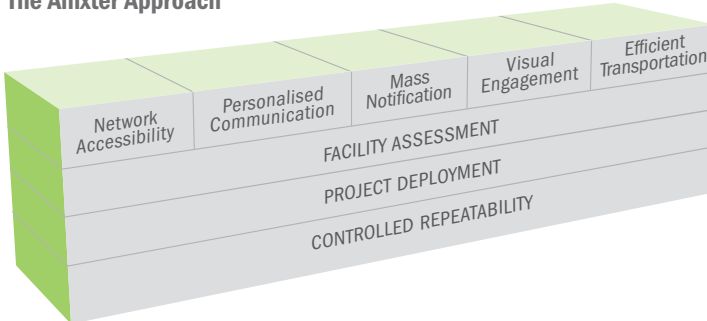 The Anixter Approach
Network
Accessibility
Personalised
Communication
Mass
Notification
Visual
Engagement
Efficient
Transportation
FACILITY ASSESSMENT
PROJECT DEPLOYMENT
CONTROLLED REPEATABILITY